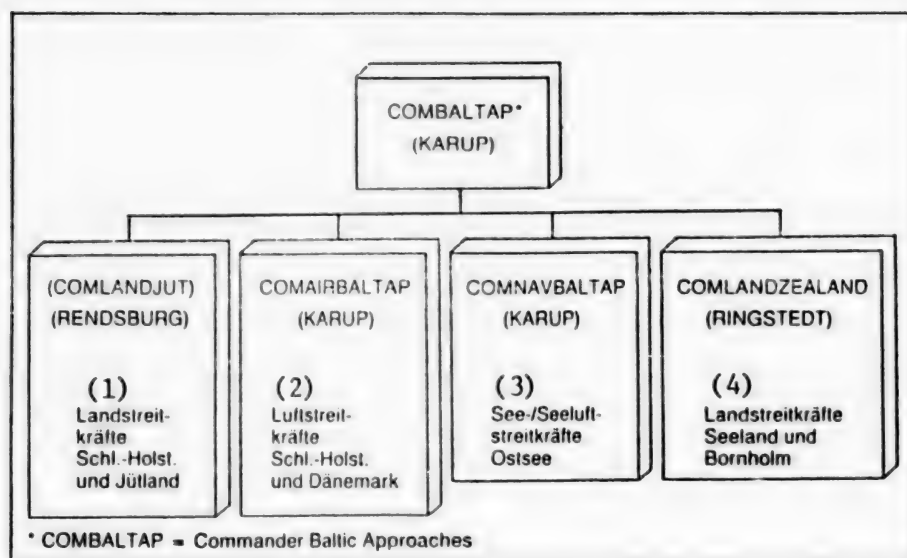 COMBALTAP*
(KARUP)
(COMLANDJUT)
(RENDSBURG)
(1)
Landstreit-
kräfte
Schl.-Holst.
und Jütland
COMAIRBALTAP
(KARUP)
(2)
Luftstreit-
kräfte
Schl.-Holst.
und Dänemark
COMNAVBALTAP
(KARUP)
(3)
See-/Seeluft-
streitkräfte
Ostsee
COMLANDZEALAND
(RINGSTEDT)
(4)
Landstreitkräfte
Seeland und
Bornholm
* COMBALTAP = Commander Baltic Approaches